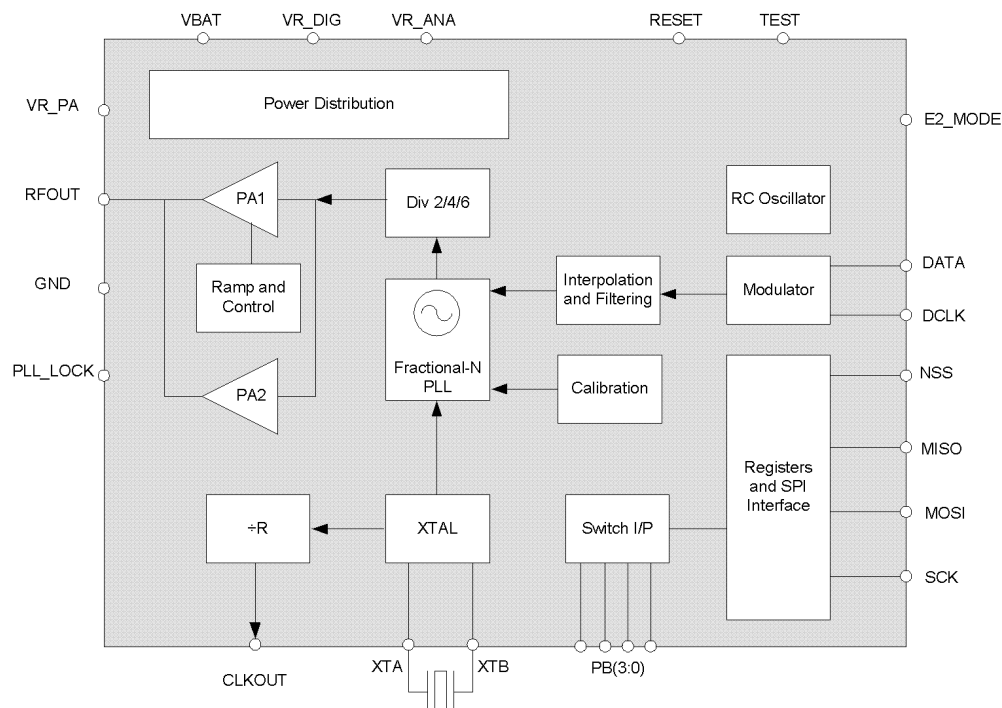 VBAT
VR_DIG
VR_ANA
RESET
TEST
VR_PA
Power Distribution
E2_MODE
RFOUT
PA1
Div 2/4/6
RC Oscillator
GND
Ramp and
Control
Interpolation
and Filtering
Modulator
DATA
DCLK
Fractional-N
PLL
PLL_LOCK
PA2
Calibration
NSS
MISO
Registers
and SPI
Interface
MOSI
÷R
XTAL
Switch I/P
SCK
CLKOUT
XTA
XTB
PB(3:0)